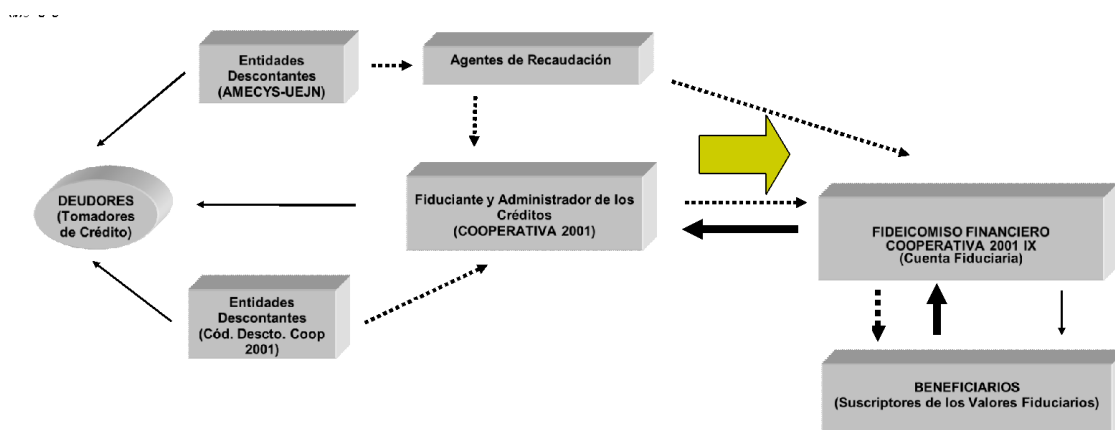 Entidades
Descontantes
(AMECYS-UEJN)
Agentes de Recaudación
DEUDORES
(Tomadores
de Crédito)
Fiduciante y Administrador de los
Créditos
(COOPERATIVA 2001)
FIDEICOMISO FINANCIERO
COOPERATIVA 2001 IX
(Cuenta Fiduciaria)
Entidades
Descontantes
(Cód. Descto. Coop
2001)
BENEFICIARIOS
(Suscriptores de los Valores Fiduciarios)